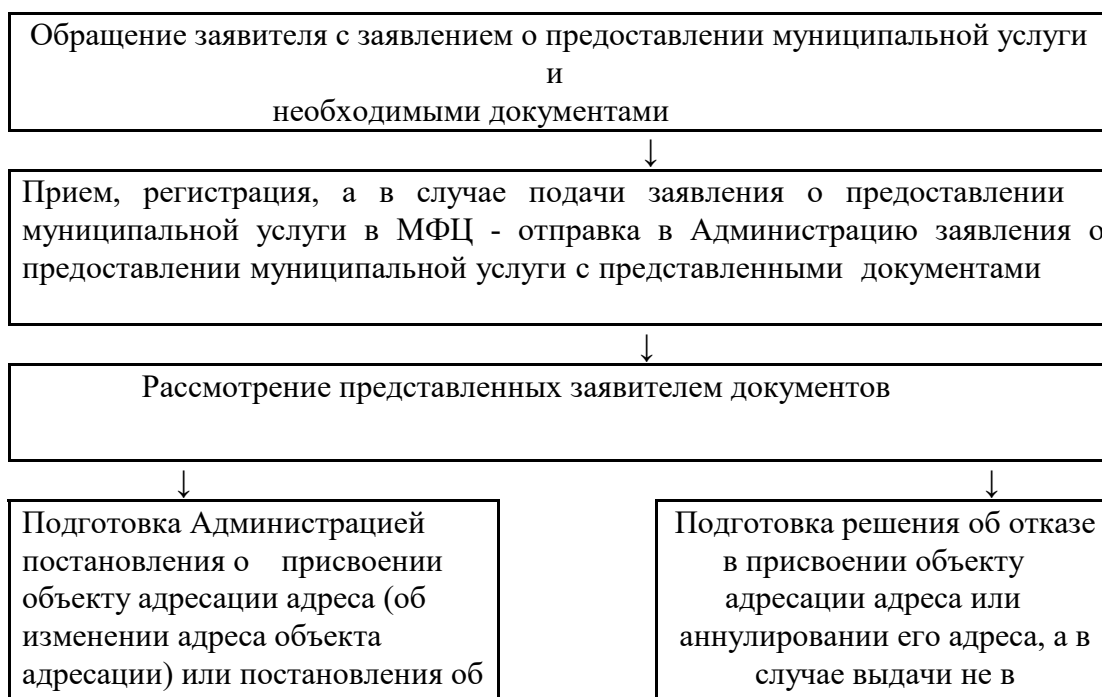 Обращение заявителя с заявлением о предоставлении муниципальной услуги
и
необходимыми документами
↓
Прием, регистрация, а в случае подачи заявления о предоставлении
муниципальной услуги в МФЦ - отправка в Администрацию заявления о
предоставлении муниципальной услуги с представленными документами
↓
Рассмотрение представленных заявителем документов
↓ ↓
Подготовка Администрацией
постановления о присвоении
объекту адресации адреса (об
изменении адреса объекта
адресации) или постановления об
Подготовка решения об отказе
в присвоении объекту
адресации адреса или
аннулировании его адреса, а в
случае выдачи не в